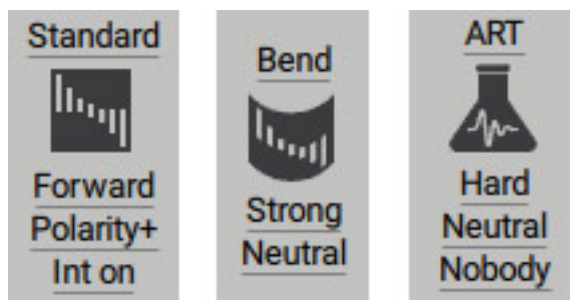 Standard
Forward
Polarity+
Int on
Bend
Strong
Neutral
ART
Hard
Neutral
Nobody